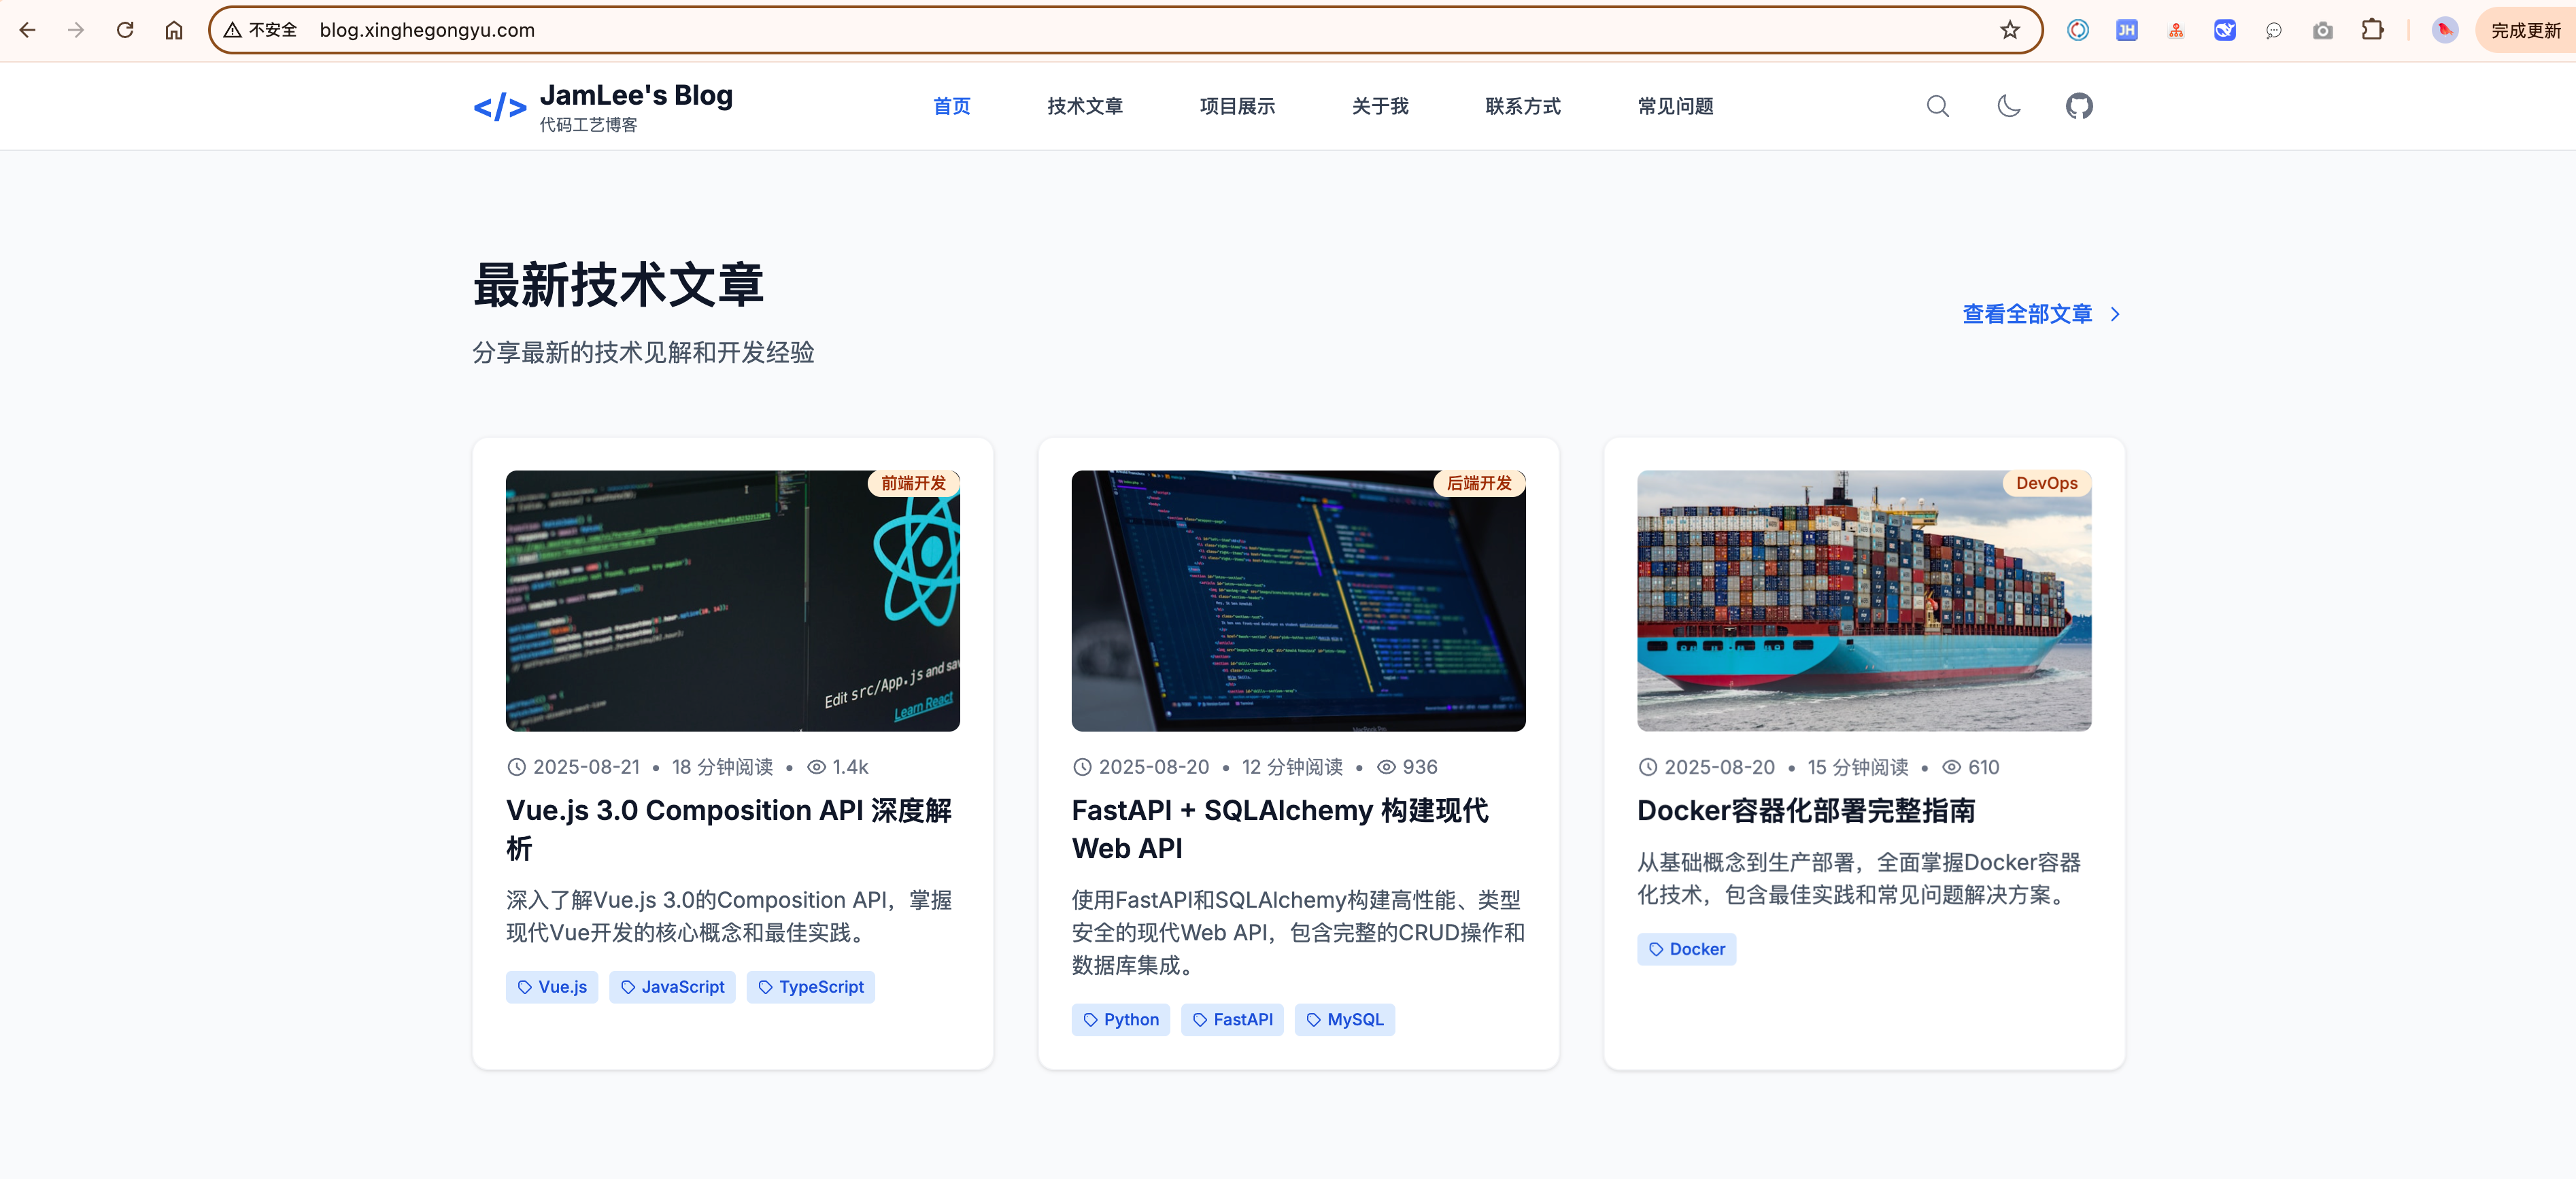 不安全 blog.xinghegongyu.com
JH
完成更新
JamLee's Blog
代码工艺博客
首页 技术文章 项目展示 关于我 联系方式 常见问题
最新技术文章
分享最新的技术见解和开发经验
查看全部文章
前端开发
Edit src/App.js and sav
Learn React
2025-08-21 • 18 分钟阅读 • 1.4k
Vue.js 3.0 Composition API 深度解
析
深入了解Vue.js 3.0的Composition API，掌握
现代Vue开发的核心概念和最佳实践。
Vue.js JavaScript TypeScript
后端开发
2025-08-20 • 12 分钟阅读 • 936
FastAPI + SQLAlchemy 构建现代
Web API
使用FastAPI和SQLAlchemy构建高性能、类型
安全的现代Web API，包含完整的CRUD操作和
数据库集成。
Python FastAPI MySQL
DevOps
2025-08-20 • 15 分钟阅读 • 610
Docker容器化部署完整指南
从基础概念到生产部署，全面掌握Docker容器
化技术，包含最佳实践和常见问题解决方案。
Docker